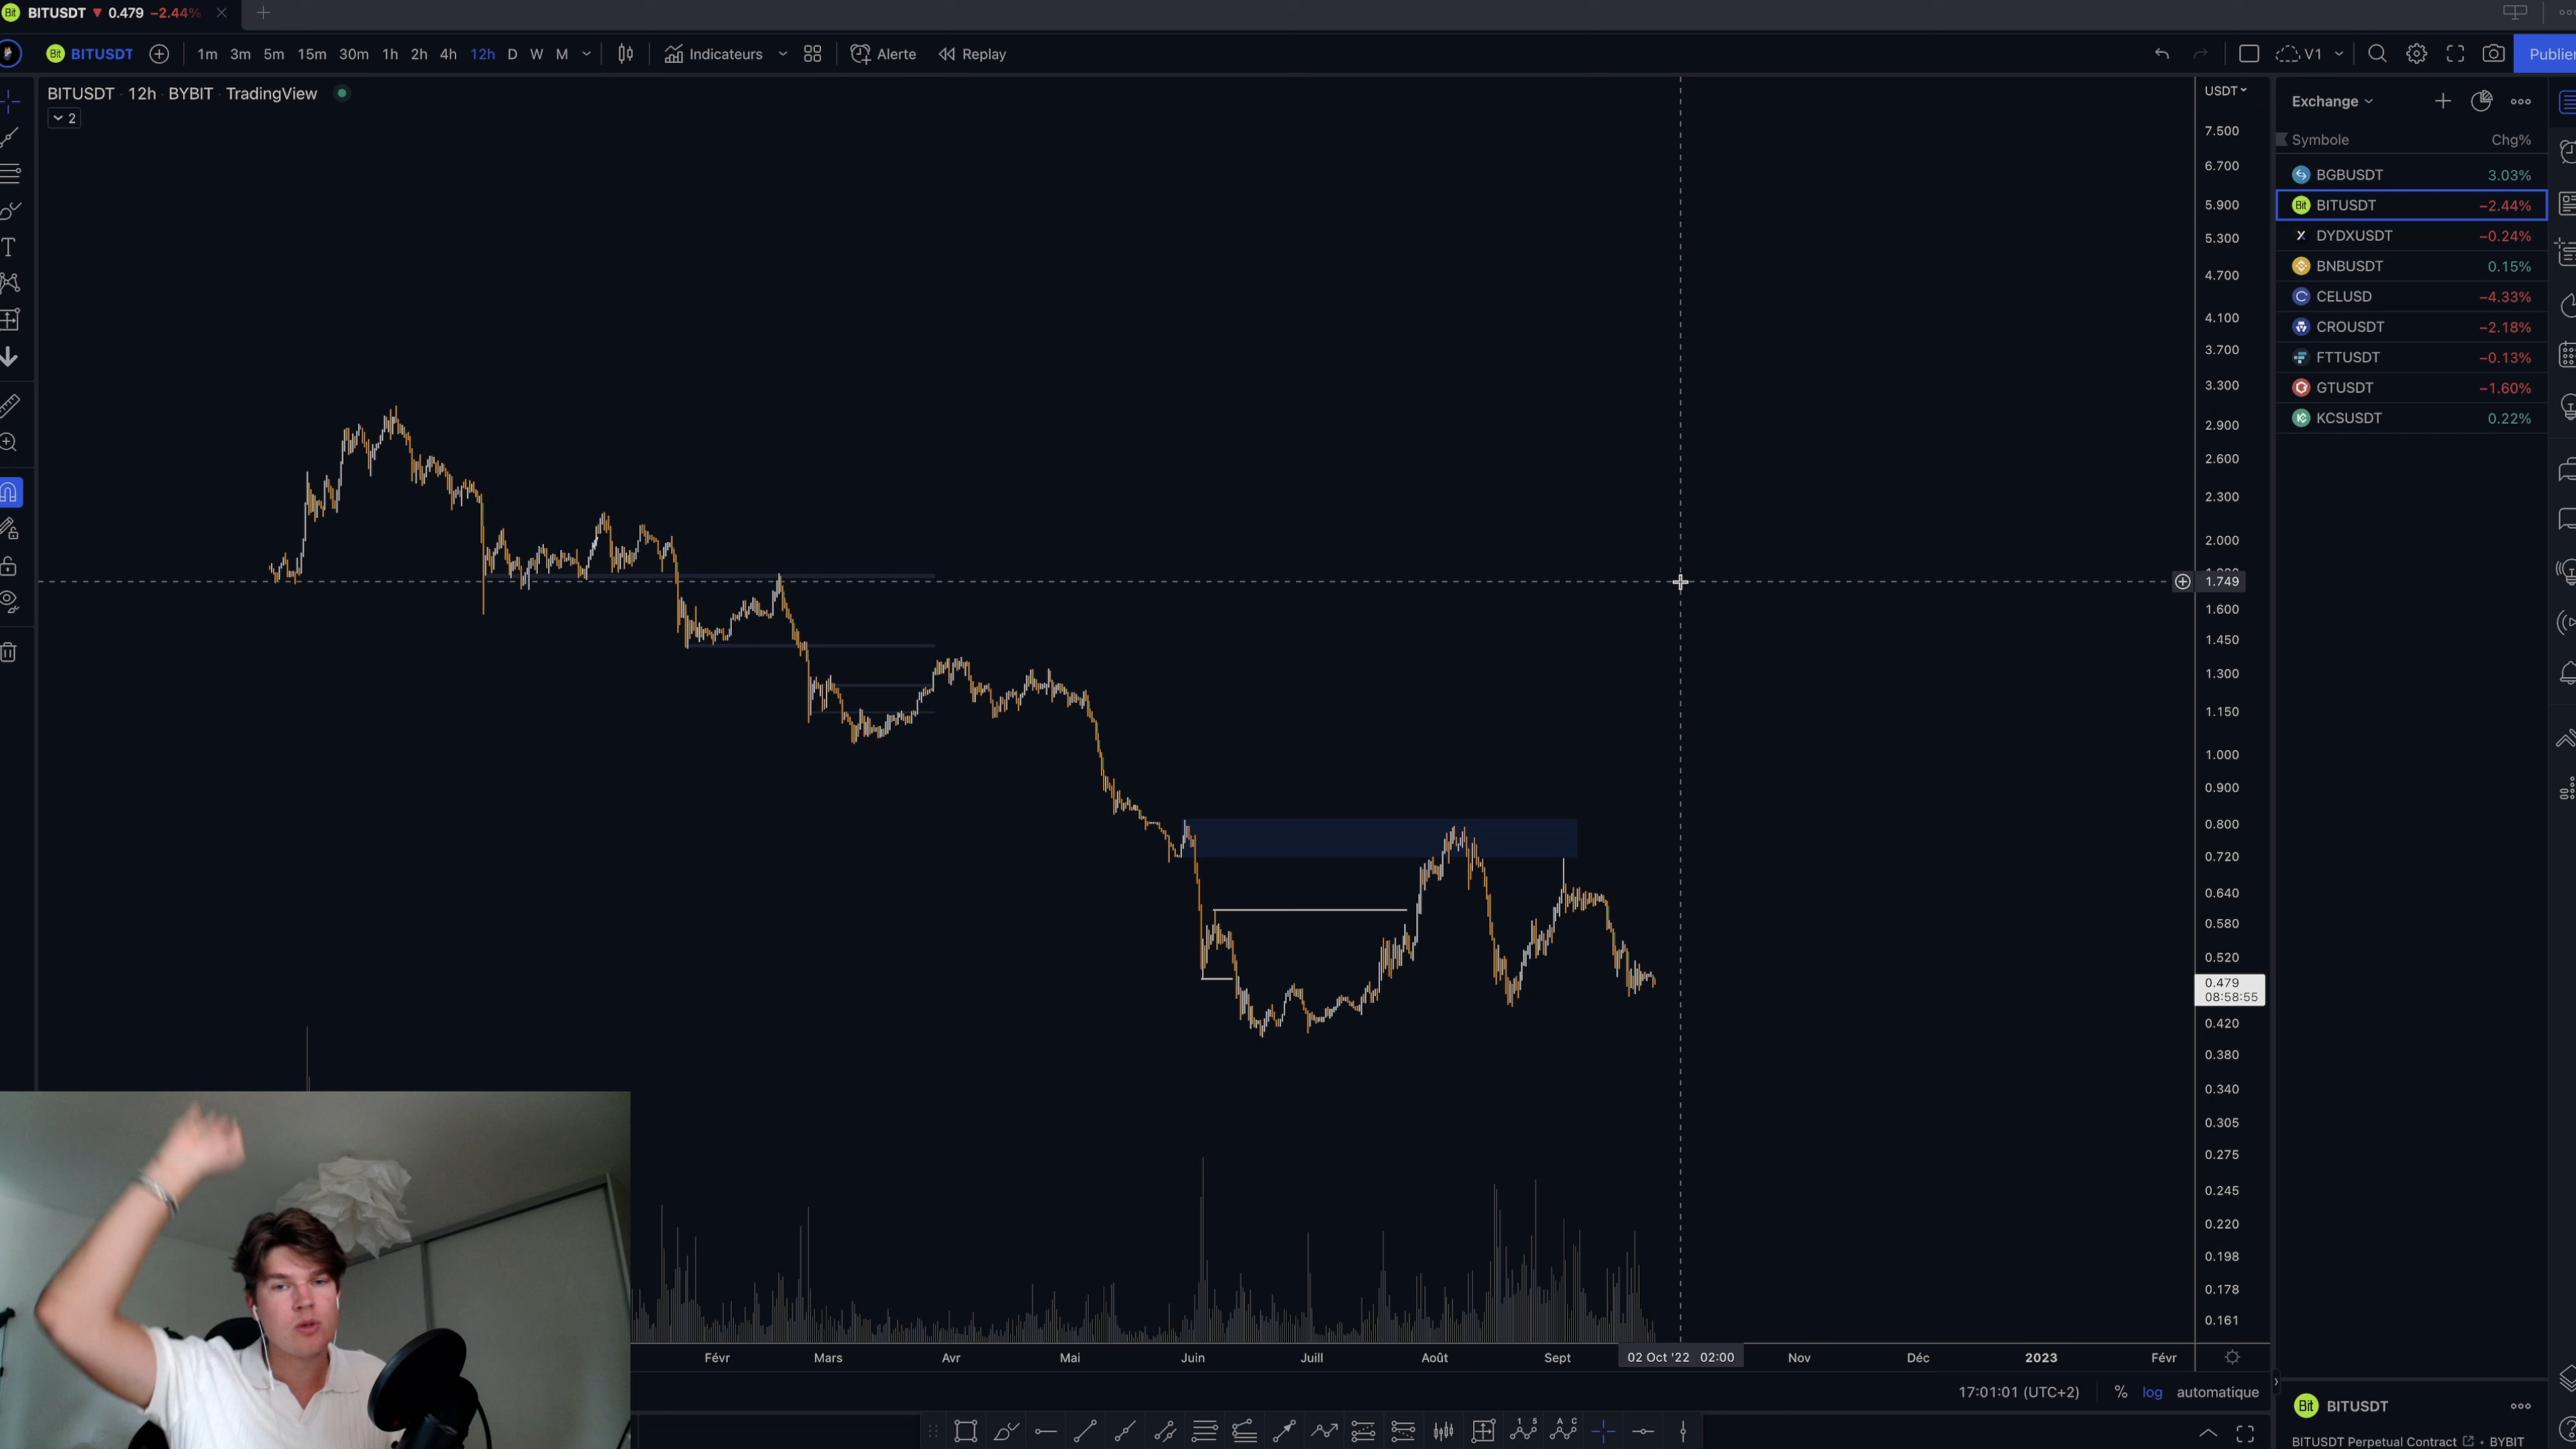 BITUSDT ▼ 0.479 −2.44%
BITUSDT 1m 3m 5m 15m 30m 1h 2h 4h 12h D W M Indicateurs Alerte Replay V1 Publier
BITUSDT 12h BYBIT TradingView
2
USDT
7.500
6.700
5.900
5.300
4.700
4.100
3.700
3.300
2.900
2.600
2.300
2.000
1.749
1.600
1.450
1.300
1.150
1.000
0.900
0.800
0.720
0.640
0.580
0.520
0.479
08:58:55
0.420
0.380
0.340
0.305
0.275
0.245
0.220
0.198
0.178
0.161
Exchange
Symbole Chg%
BGBUSDT 3.03%
Bit BITUSDT −2.44%
DYDXUSDT −0.24%
BNBUSDT 0.15%
CELUSD −4.33%
CROUSDT −2.18%
FTTUSDT −0.13%
GTUSDT −1.60%
KCSUSDT 0.22%
Févr Mars Avr Mai Juin Juill Août Sept 02 Oct '22 02:00 Nov Déc 2023 Févr
17:01:01 (UTC+2) % log automatique
Bit BITUSDT
BITUSDT Perpetual Contract • BYBIT